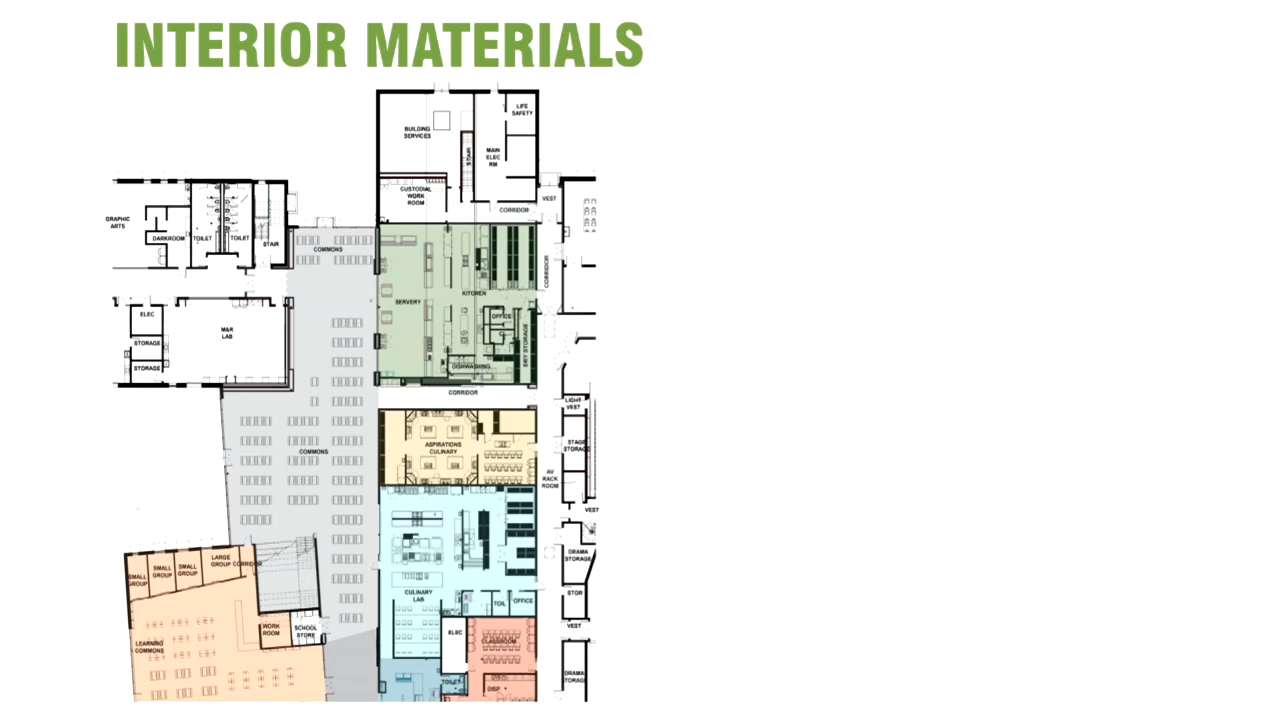 INTERIOR MATERIALS
LIFE
SAFETY
BUILDING
SERVICES
STAIR
MAIN
ELEC
RM
CUSTODIAL
WORK
ROOM
VEST
CORRIDOR
GRAPHIC
ARTS
DARKROOM
TOILET
TOILET
STAIR
COMMONS
CORRIDOR
KITCHEN
SERVERY
OFFICE
ELEC
M&R
LAB
STORAGE
STORAGE
DRY STORAGE
DISHWASHING
CORRIDOR
LIGHT
VEST
COMMONS
ASPIRATIONS
CULINARY
STAGE
STORAGE
AV
RACK
ROOM
VEST
DRAMA
STORAGE
LARGE
GROUP
CORRIDOR
SMALL
GROUP
SMALL
GROUP
SMALL
GROUP
CULINARY
LAB
TOIL
OFFICE
STOR
WORK
ROOM
SCHOOL
STORE
VEST
ELEC
CLASSROOM
LEARNING
COMMONS
DRAMA
STORAGE
TOILET
DISP